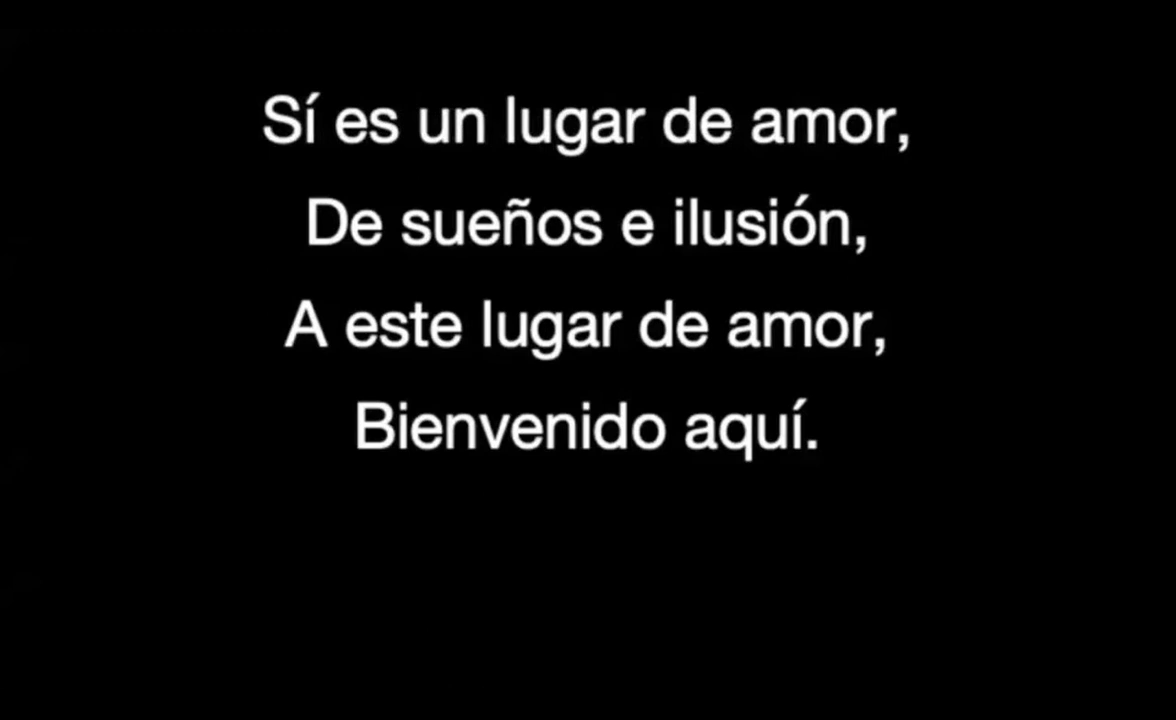 Sí es un lugar de amor,
De sueños e ilusión,
A este lugar de amor,
Bienvenido aquí.